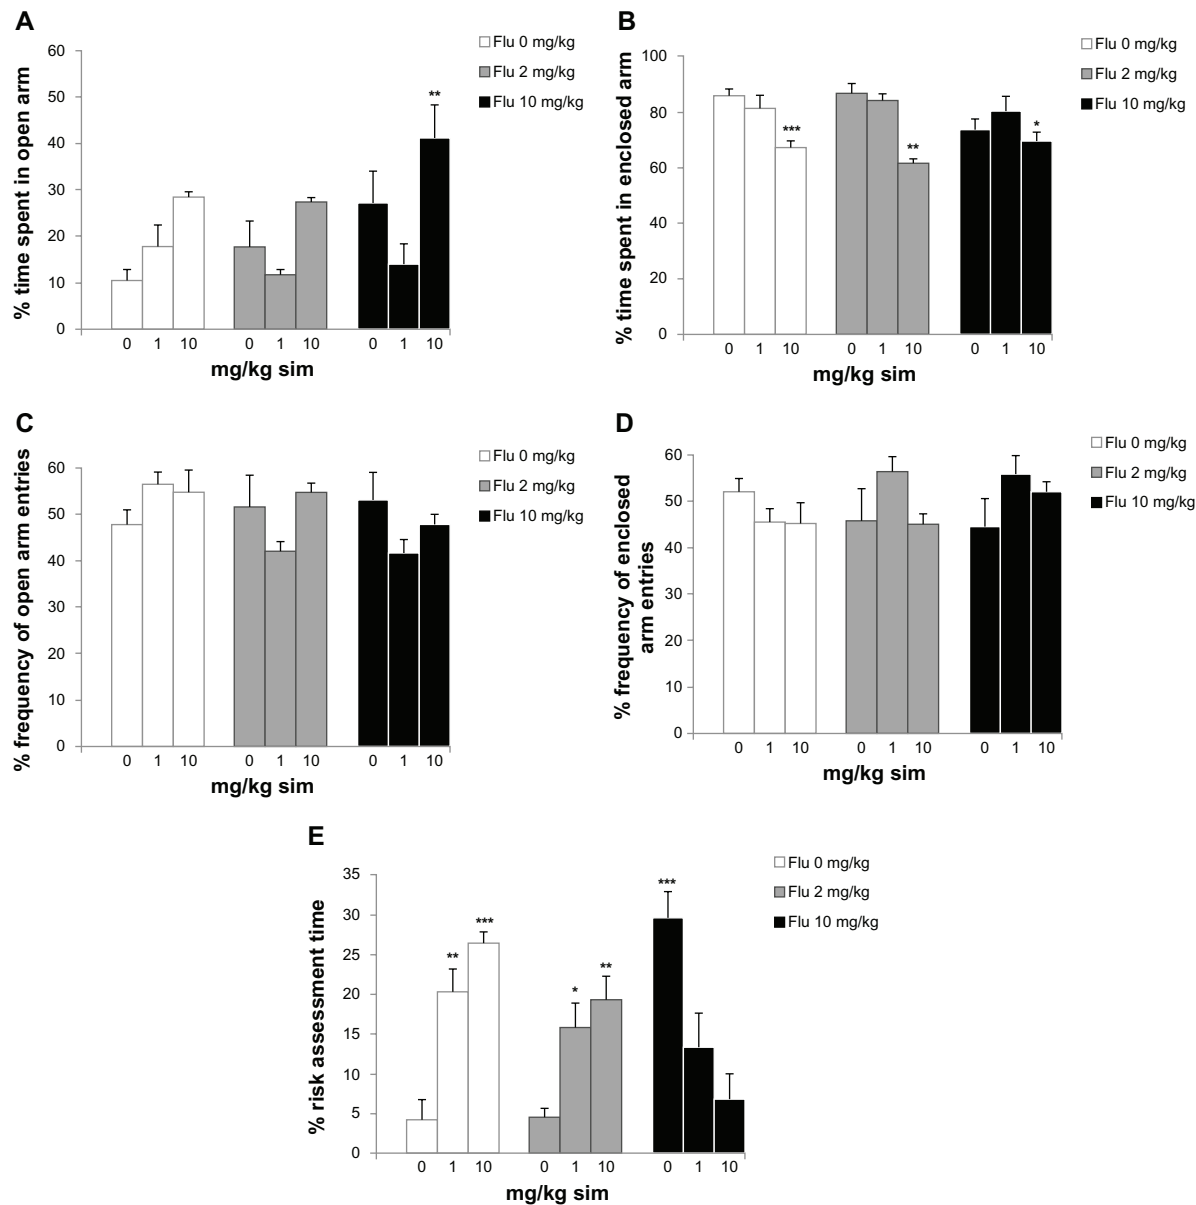 A
% time spent in open arm
60
50
40
30
20
10
0
**
0 1 10 0 1 10 0 1 10
mg/kg sim
Flu 0 mg/kg
Flu 2 mg/kg
Flu 10 mg/kg
B
% time spent in enclosed arm
100
80
60
40
20
0
*** ** *
0 1 10 0 1 10 0 1 10
mg/kg sim
Flu 0 mg/kg
Flu 2 mg/kg
Flu 10 mg/kg
C
% frequency of open arm entries
60
50
40
30
20
10
0
0 1 10 0 1 10 0 1 10
mg/kg sim
Flu 0 mg/kg
Flu 2 mg/kg
Flu 10 mg/kg
D
% frequency of enclosed
arm entries
60
50
40
30
20
10
0
0 1 10 0 1 10 0 1 10
mg/kg sim
Flu 0 mg/kg
Flu 2 mg/kg
Flu 10 mg/kg
E
% risk assessment time
35
30
25
20
15
10
5
0
** *** * ** ***
0 1 10 0 1 10 0 1 10
mg/kg sim
Flu 0 mg/kg
Flu 2 mg/kg
Flu 10 mg/kg